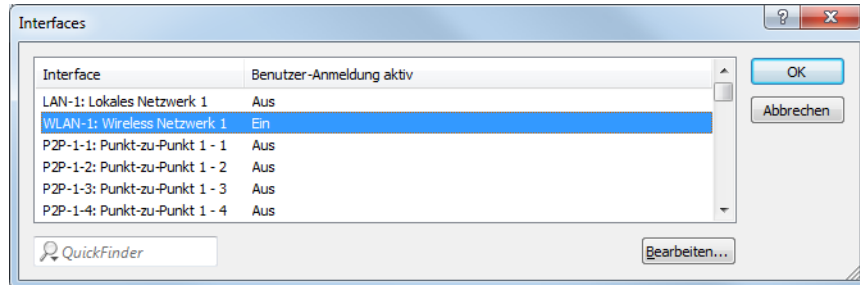 Interfaces
Interface Benutzer-Anmeldung aktiv
LAN-1: Lokales Netzwerk 1 Aus
WLAN-1: Wireless Netzwerk 1 Ein
P2P-1-1: Punkt-zu-Punkt 1 - 1 Aus
P2P-1-2: Punkt-zu-Punkt 1 - 2 Aus
P2P-1-3: Punkt-zu-Punkt 1 - 3 Aus
P2P-1-4: Punkt-zu-Punkt 1 - 4 Aus
OK
Abbrechen
QuickFinder
Bearbeiten...